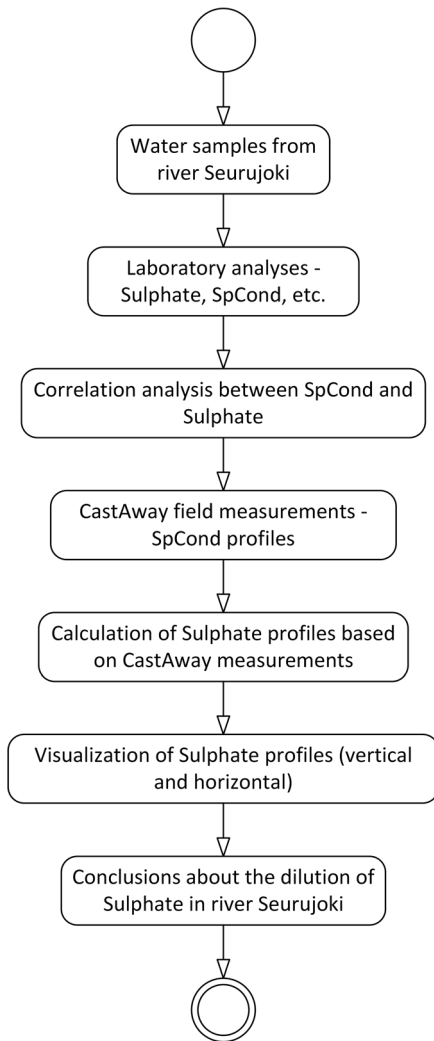 Water samples from
river Seurujoki
Laboratory analyses -
Sulphate, SpCond, etc.
Correlation analysis between SpCond and
Sulphate
CastAway field measurements -
SpCond profiles
Calculation of Sulphate profiles based
on CastAway measurements
Visualization of Sulphate profiles (vertical
and horizontal)
Conclusions about the dilution of
Sulphate in river Seurujoki